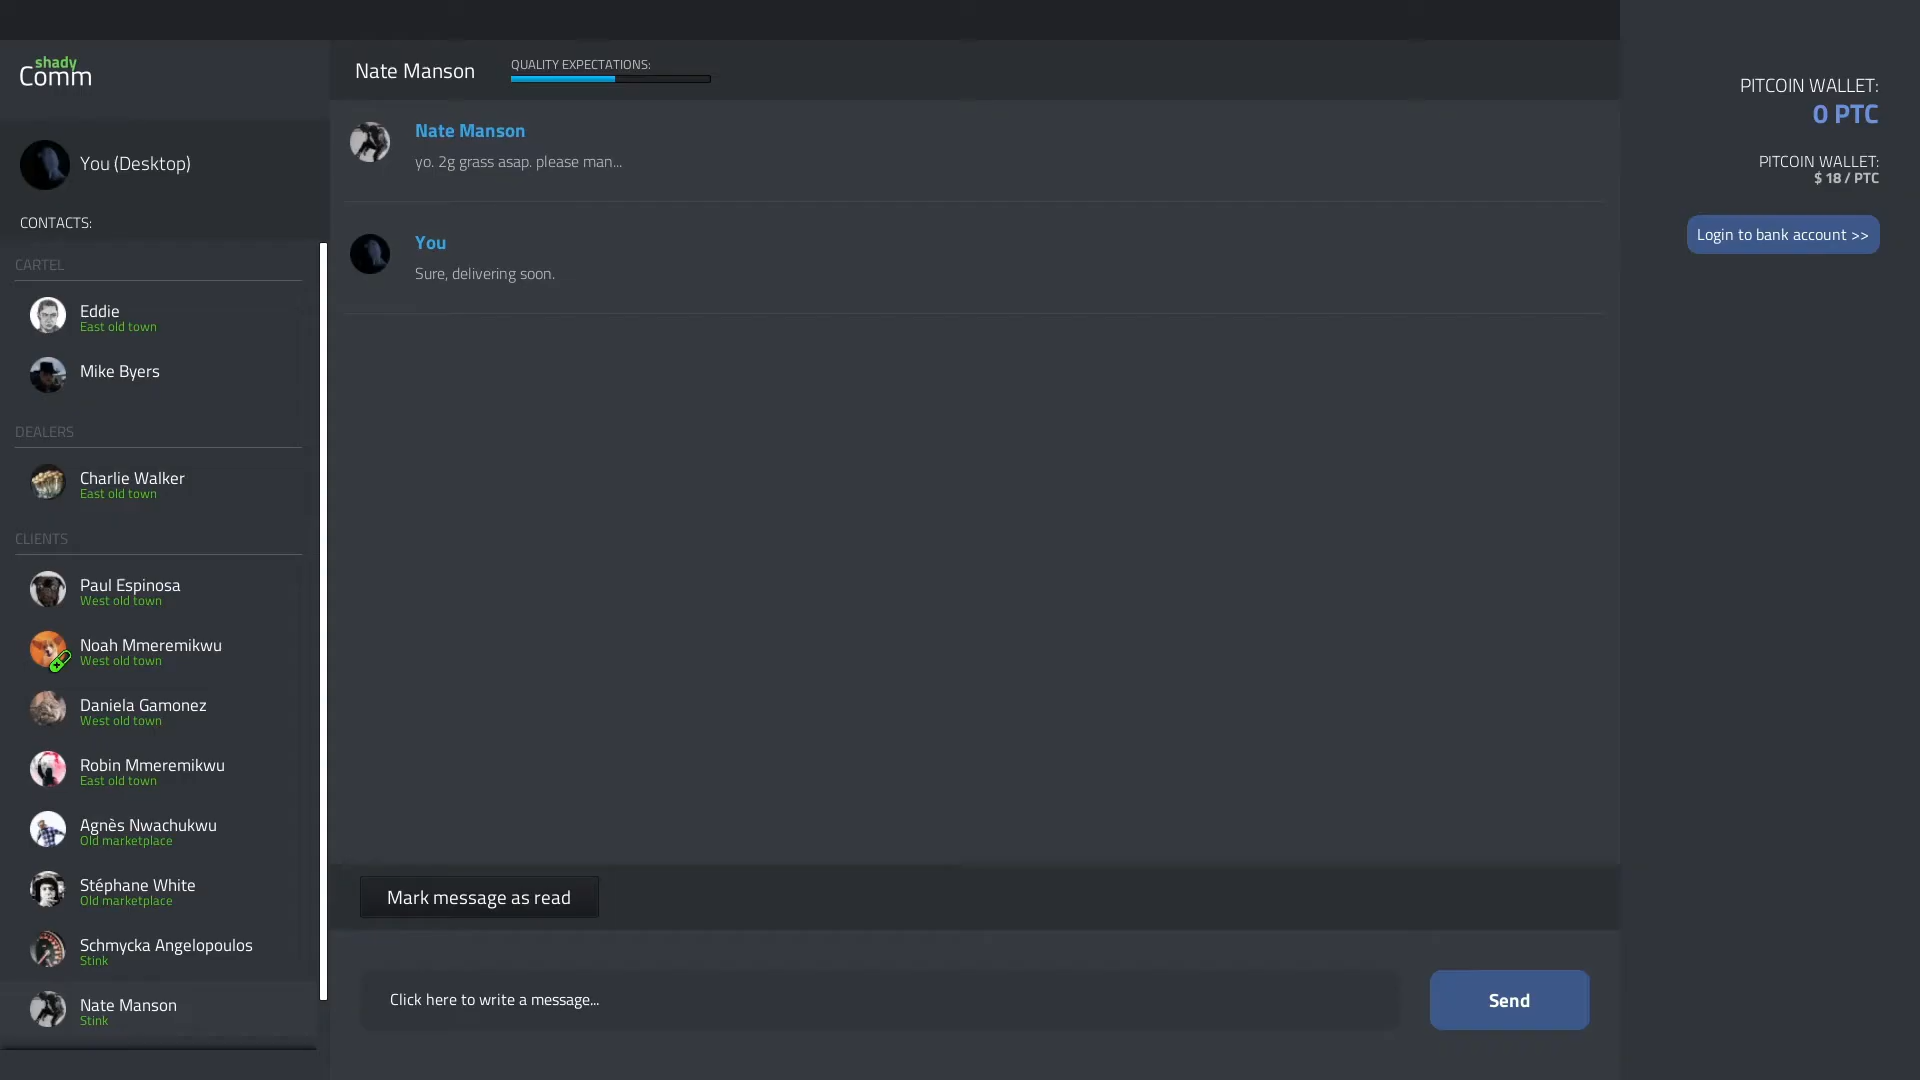 shady
Comm
You (Desktop)
CONTACTS:
CARTEL
Eddie
East old town
Mike Byers
DEALERS
Charlie Walker
East old town
CLIENTS
Paul Espinosa
West old town
Noah Mmeremikwu
West old town
Daniela Gamonez
West old town
Robin Mmeremikwu
East old town
Agnès Nwachukwu
Old marketplace
Stéphane White
Old marketplace
Schmycka Angelopoulos
Stink
Nate Manson
Stink
Nate Manson
QUALITY EXPECTATIONS:
Nate Manson
yo. 2g grass asap. please man...
You
Sure, delivering soon.
Mark message as read
Click here to write a message...
Send
PITCOIN WALLET:
0 PTC
PITCOIN WALLET:
$ 18 / PTC
Login to bank account >>